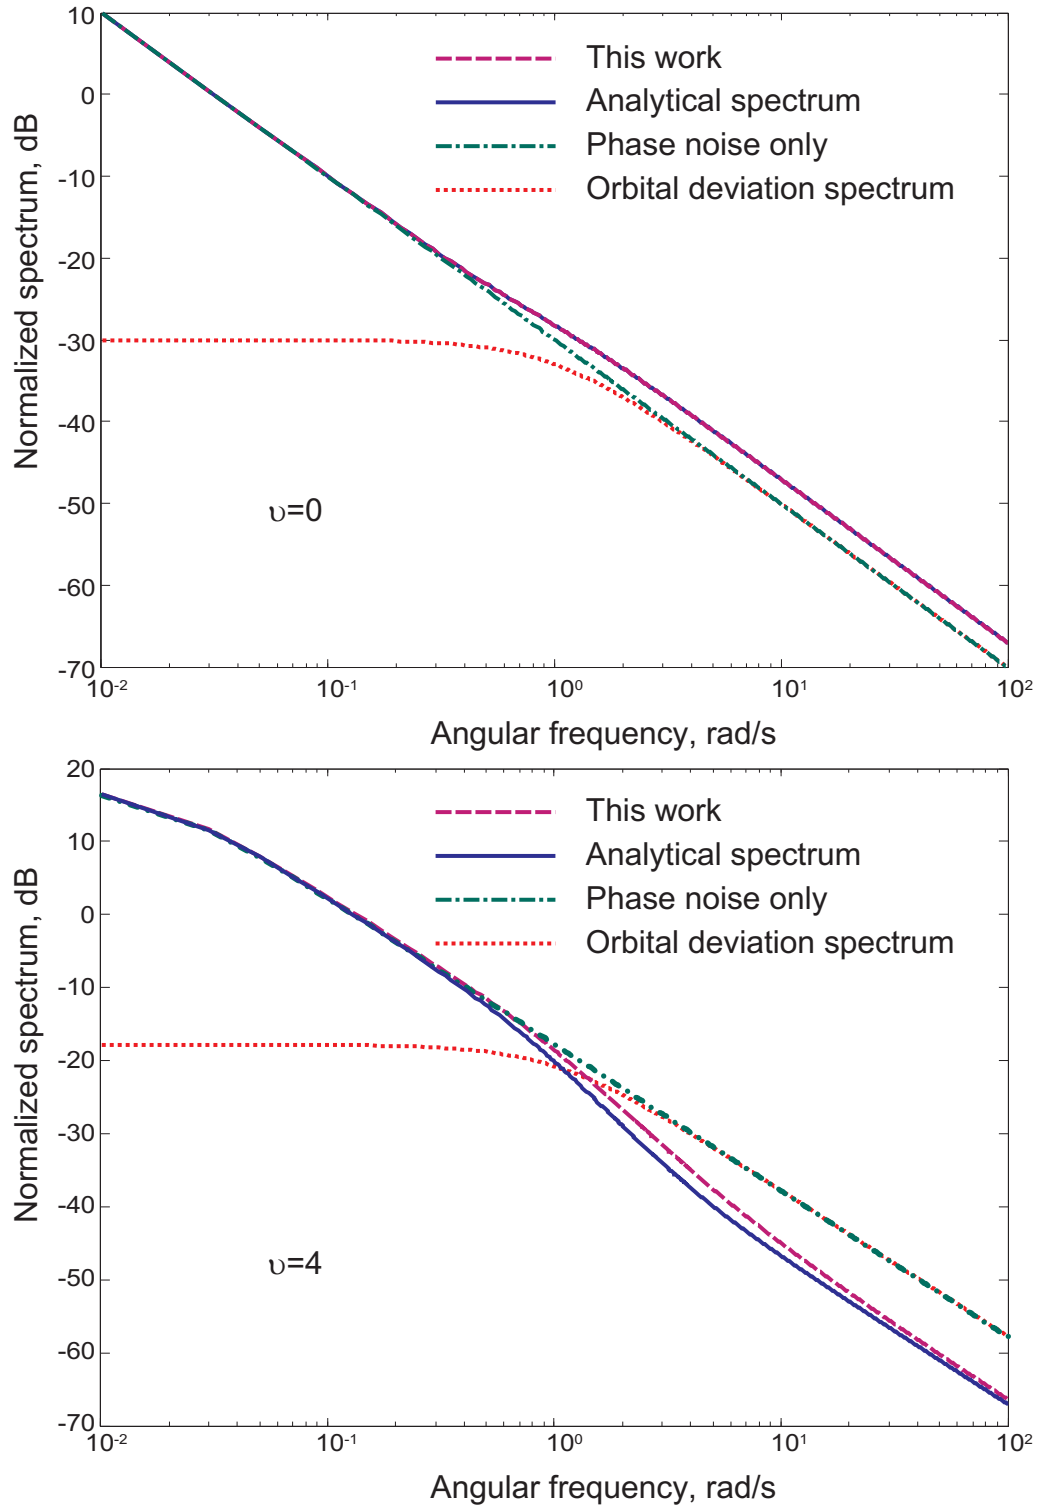 Normalized spectrum, dB
10
0
-10
-20
-30
-40
-50
-60
-70
This work
Analytical spectrum
Phase noise only
Orbital deviation spectrum
υ=0
10-2
10-1
100
101
102
Angular frequency, rad/s
Normalized spectrum, dB
20
10
0
-10
-20
-30
-40
-50
-60
-70
This work
Analytical spectrum
Phase noise only
Orbital deviation spectrum
υ=4
10-2
10-1
100
101
102
Angular frequency, rad/s